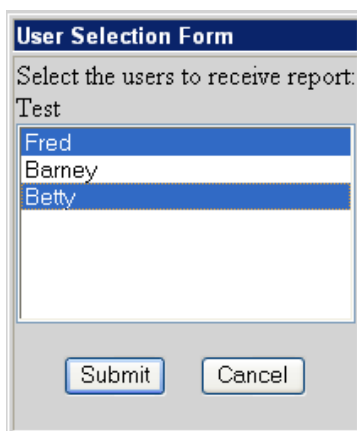 User Selection Form
Select the users to receive report:
Test
Fred
Barney
Betty
Submit Cancel